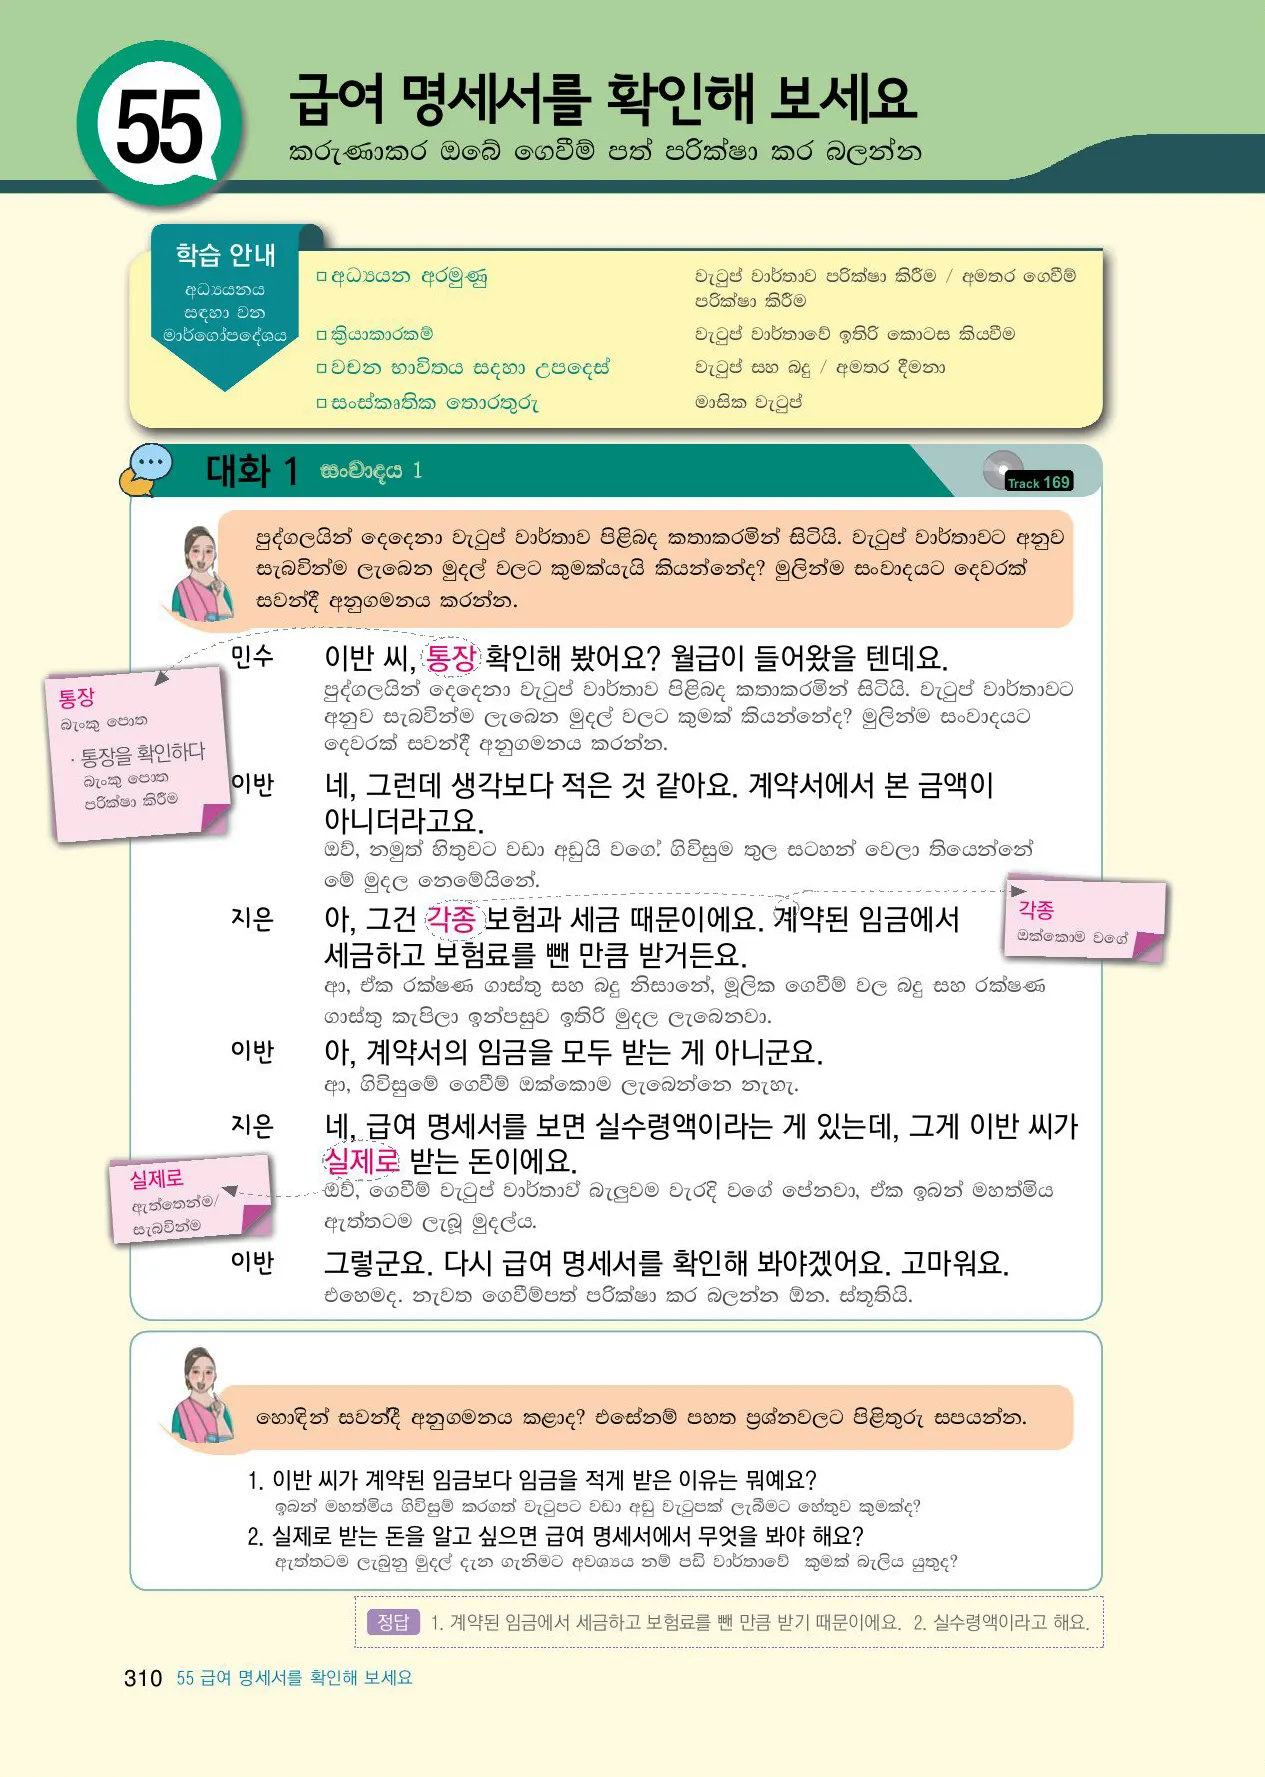 55
급여 명세서를 확인해 보세요
කරුණාකර ඔබේ ගෙවීම් පත් පරික්ෂා කර බලන්න
학습 안내
අධ්‍යයනය
සඳහා වන
මාර්ගෝපදේශය
□ අධ්‍යයන අරමුණු
වැටුප් වාර්තාව පරික්ෂා කිරීම / අමතර ගෙවීම්
පරික්ෂා කිරීම
□ ක්‍රියාකාරකම්
වැටුප් වාර්තාවේ ඉතිරි කොටස කියවීම
□ වචන භාවිතය සදහා උපදෙස්
වැටුප් සහ බදු / අමතර දීමනා
□ සංස්කෘතික තොරතුරු
මාසික වැටුප්
대화 1 සංවාදය 1
Track 169
පුද්ගලයින් දෙදෙනා වැටුප් වාර්තාව පිළිබද කතාකරමින් සිටියි. වැටුප් වාර්තාවට අනුව
සැබවින්ම ලැබෙන මුදල් වලට කුමක්යැයි කියන්නේද? මුලින්ම සංවාදයට දෙවරක්
සවන්දී අනුගමනය කරන්න.
민수 이반 씨, 통장 확인해 봤어요? 월급이 들어왔을 텐데요.
පුද්ගලයින් දෙදෙනා වැටුප් වාර්තාව පිළිබද කතාකරමින් සිටියි. වැටුප් වාර්තාවට
අනුව සැබවින්ම ලැබෙන මුදල් වලට කුමක් කියන්නේද? මුලින්ම සංවාදයට
දෙවරක් සවන්දී අනුගමනය කරන්න.
통장
බැංකු පොත
· 통장을 확인하다
බැංකු පොත
පරික්ෂා කිරීම
이반 네, 그런데 생각보다 적은 것 같아요. 계약서에서 본 금액이
아니더라고요.
ඔව්, නමුත් හිතුවට වඩා අඩුයි වගේ. ගිවිසුම තුල සටහන් වෙලා තියෙන්නේ
මේ මුදල නෙමෙයිනේ.
지은 아, 그건 각종 보험과 세금 때문이에요. 계약된 임금에서
세금하고 보험료를 뺀 만큼 받거든요.
ආ, ඒක රක්ෂණ ගාස්තු සහ බදු නිසානේ, මූලික ගෙවීම් වල බදු සහ රක්ෂණ
ගාස්තු කැපිලා ඉන්පසුව ඉතිරි මුදල ලැබෙනවා.
각종
ඔක්කොම වගේ
이반 아, 계약서의 임금을 모두 받는 게 아니군요.
ආ, ගිවිසුමේ ගෙවීම් ඔක්කොම ලැබෙන්නෙ නැහැ.
지은 네, 급여 명세서를 보면 실수령액이라는 게 있는데, 그게 이반 씨가
실제로 받는 돈이에요.
ඔව්, ගෙවීම් වැටුප් වාර්තාව බැලුවම වැරදි වගේ පේනවා, ඒක ඉබන් මහත්මිය
ඇත්තටම ලැබූ මුදල්ය.
실제로
ඇත්තෙන්ම/
සැබවින්ම
이반 그렇군요. 다시 급여 명세서를 확인해 봐야겠어요. 고마워요.
එහෙමද. නැවත ගෙවීම්පත් පරික්ෂා කර බලන්න ඕන. ස්තූතියි.
හොඳින් සවන්දී අනුගමනය කළාද? එසේනම් පහත ප්‍රශ්නවලට පිළිතුරු සපයන්න.
1. 이반 씨가 계약된 임금보다 임금을 적게 받은 이유는 뭐예요?
ඉබන් මහත්මිය ගිවිසුම් කරගත් වැටුපට වඩා අඩු වැටුපක් ලැබීමට හේතුව කුමක්ද?
2. 실제로 받는 돈을 알고 싶으면 급여 명세서에서 무엇을 봐야 해요?
ඇත්තටම ලැබුනු මුදල් දැන ගැනිමට අවශ්‍යය නම් පඩි වාර්තාවේ කුමක් බැලිය යුතුද?
정답 1. 계약된 임금에서 세금하고 보험료를 뺀 만큼 받기 때문이에요. 2. 실수령액이라고 해요.
310 55 급여 명세서를 확인해 보세요